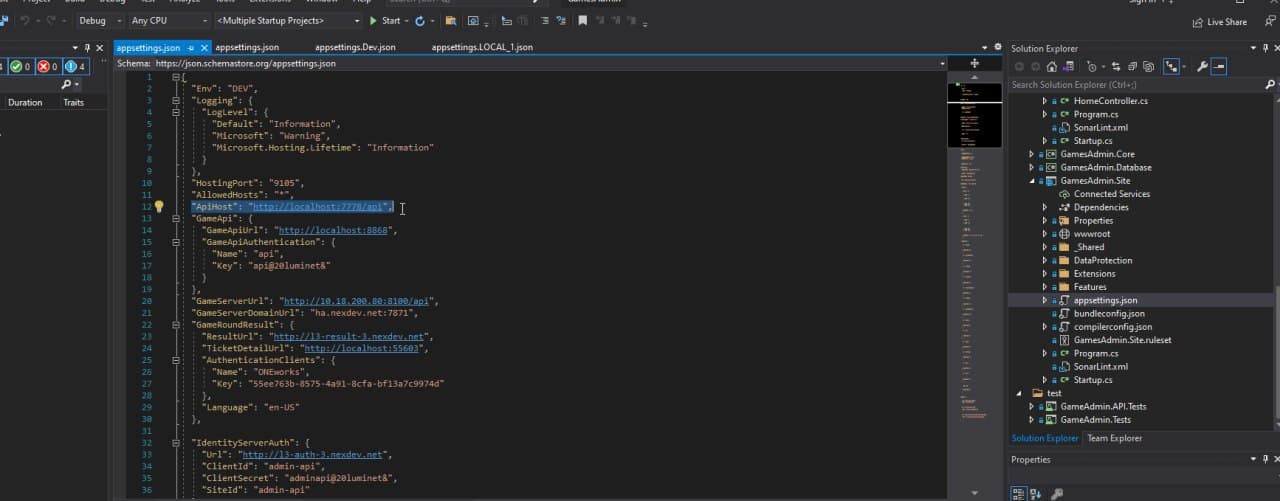 Debug
Any CPU
<Multiple Startup Projects>
Start
Live Share
appsettings.json
appsettings.json
appsettings.Dev.json
appsettings.LOCAL_1.json
Schema: https://json.schemastore.org/appsettings.json
4 0 0 4
Duration Traits
1 {
2 "Env": "DEV",
3 "Logging": {
4 "LogLevel": {
5 "Default": "Information",
6 "Microsoft": "Warning",
7 "Microsoft.Hosting.Lifetime": "Information"
8 }
9 },
10 "HostingPort": "9105",
11 "AllowedHosts": "*",
12 "ApiHost": "http://localhost:7778/api",
13 "GameApi": {
14 "GameApiUrl": "http://localhost:8868",
15 "GameApiAuthentication": {
16 "Name": "api",
17 "Key": "api@20luminet&"
18 }
19 },
20 "GameServerUrl": "http://10.18.200.80:8100/api",
21 "GameServerDomainUrl": "ha.nexdev.net:7871",
22 "GameRoundResult": {
23 "ResultUrl": "http://l3-result-3.nexdev.net",
24 "TicketDetailUrl": "http://localhost:55603",
25 "AuthenticationClients": {
26 "Name": "ONEworks",
27 "Key": "55ee763b-8575-4a91-8cfa-bf13a7c9974d"
28 },
29 "Language": "en-US"
30 },
31
32 "IdentityServerAuth": {
33 "Url": "http://l3-auth-3.nexdev.net",
34 "ClientId": "admin-api",
35 "ClientSecret": "adminapi@20luminet&",
36 "SiteId": "admin-api"
Solution Explorer
Search Solution Explorer (Ctrl+;)
HomeController.cs
Program.cs
SonarLint.xml
Startup.cs
GamesAdmin.Core
GamesAdmin.Database
GamesAdmin.Site
Connected Services
Dependencies
Properties
wwwroot
_Shared
DataProtection
Extensions
Features
appsettings.json
bundleconfig.json
compilerconfig.json
GamesAdmin.Site.ruleset
Program.cs
SonarLint.xml
Startup.cs
test
GameAdmin.API.Tests
GameAdmin.Tests
Solution Explorer Team Explorer
Properties